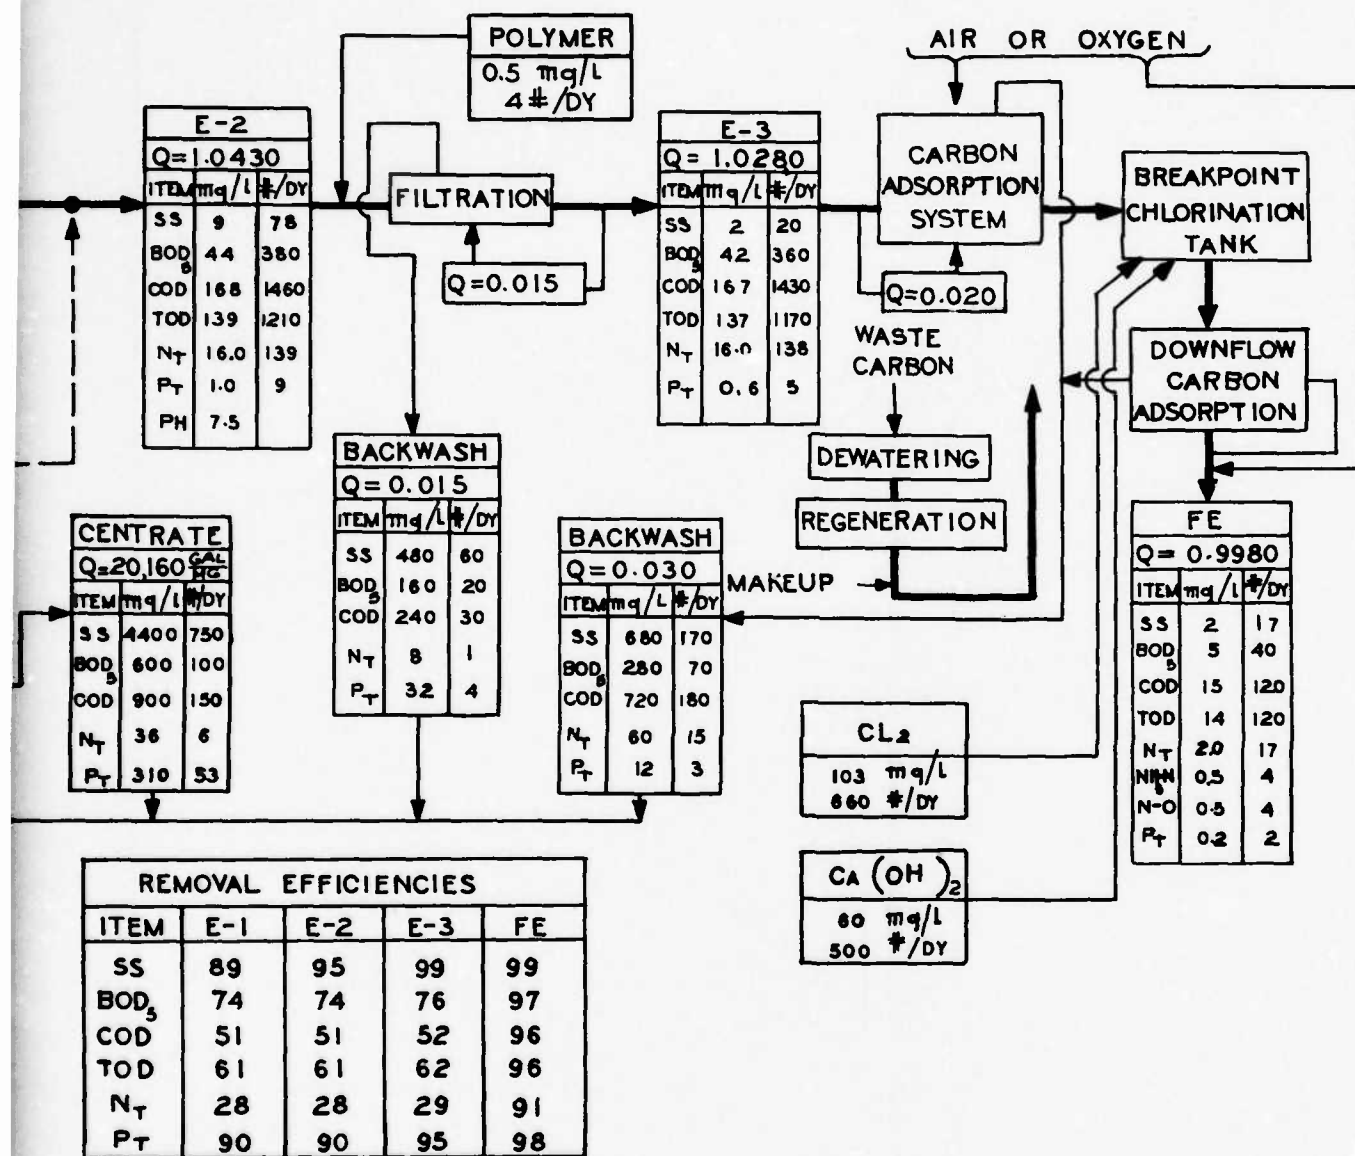 POLYMER
0.5 mg/l
4 #/DY
AIR OR OXYGEN
E-2
Q=1.0430
ITEM mg/l #/DY
SS 9 78
BOD5 44 380
COD 168 1460
TOD 139 1210
NT 16.0 139
PT 1.0 9
PH 7.5
FILTRATION
Q=0.015
E-3
Q=1.0280
ITEM mg/l #/DY
SS 2 20
BOD5 42 360
COD 167 1430
TOD 137 1170
NT 16.0 138
PT 0.6 5
CARBON
ADSORPTION
SYSTEM
Q=0.020
BREAKPOINT
CHLORINATION
TANK
WASTE
CARBON
DOWNFLOW
CARBON
ADSORPTION
DEWATERING
REGENERATION
MAKEUP
BACKWASH
Q=0.015
ITEM mg/l #/DY
SS 480 60
BOD5 160 20
COD 240 30
NT 8 1
PT 32 4
CENTRATE
Q=20,160 GAL/MG
ITEM mg/l #/DY
SS 4400 750
BOD5 600 100
COD 900 150
NT 36 6
PT 310 53
BACKWASH
Q=0.030
ITEM mg/L #/DY
SS 680 170
BOD5 280 70
COD 720 180
NT 60 15
PT 12 3
FE
Q=0.9980
ITEM mg/l #/DY
SS 2 17
BOD5 5 40
COD 15 120
TOD 14 120
NT 2.0 17
0.5 4
N-O 0.5 4
PT 0.2 2
CL2
103 mg/l
860 #/DY
CA(OH)2
60 mg/l
500 #/DY
REMOVAL EFFICIENCIES
ITEM E-1 E-2 E-3 FE
SS 89 95 99 99
BOD5 74 74 76 97
COD 51 51 52 96
TOD 61 61 62 96
NT 28 28 29 91
PT 90 90 95 98